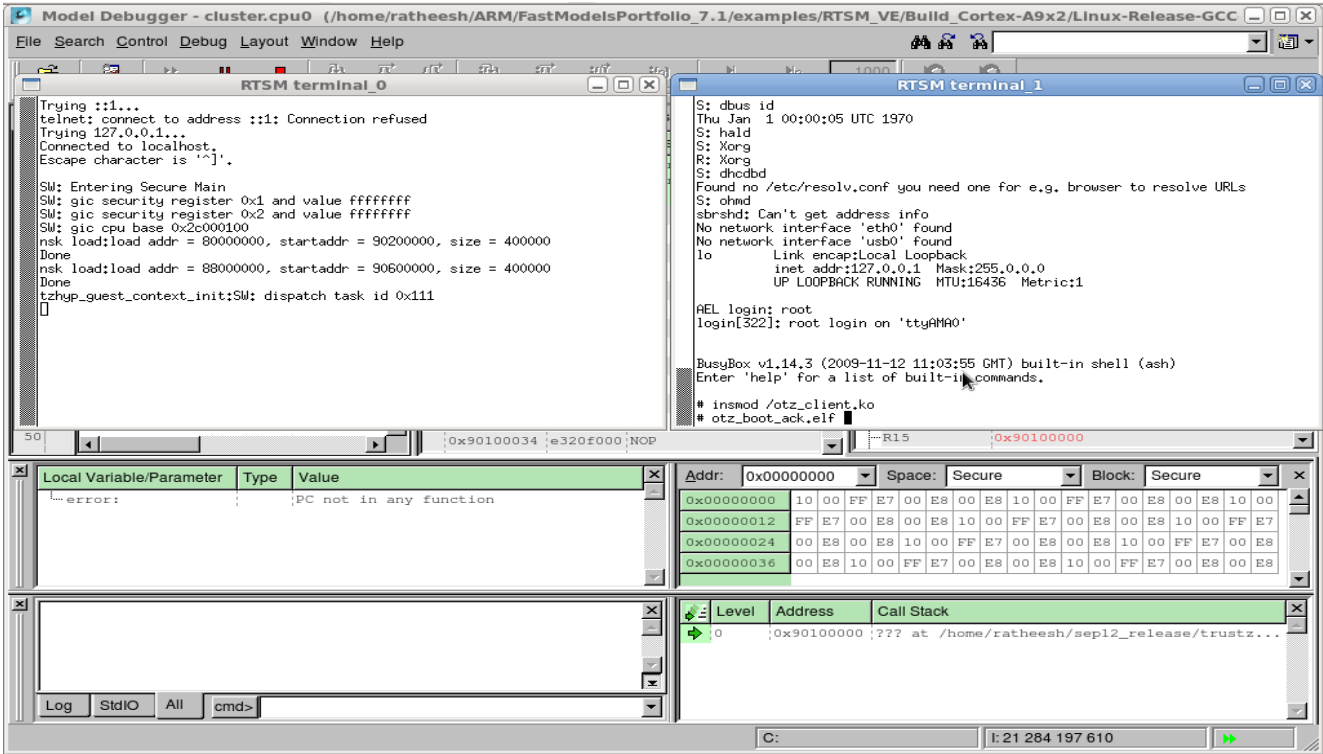 Model Debugger - cluster.cpu0 (/home/ratheesh/ARM/FastModelsPortfolio_7.1/examples/RTSM_VE/Build_Cortex-A9x2/Linux-Release-GCC
File Search Control Debug Layout Window Help
1000
RTSM terminal_0
Trying ::1...
telnet: connect to address ::1: Connection refused
Trying 127.0.0.1...
Connected to localhost.
Escape character is '^]'.
SW: Entering Secure Main
SW: gic security register 0x1 and value ffffffff
SW: gic security register 0x2 and value ffffffff
SW: gic cpu base 0x2c000100
nsk load:load addr = 80000000, startaddr = 90200000, size = 400000
Done
nsk load:load addr = 88000000, startaddr = 90600000, size = 400000
Done
tzhyp_guest_context_init:SW: dispatch task id 0x111
RTSM terminal_1
S: dbus id
Thu Jan  1 00:00:05 UTC 1970
S: hald
S: Xorg
R: Xorg
S: dhcdbd
Found no /etc/resolv.conf you need one for e.g. browser to resolve URLs
S: ohmd
sbrshd: Can't get address info
No network interface 'eth0' found
No network interface 'usb0' found
lo        Link encap:Local Loopback
inet addr:127.0.0.1  Mask:255.0.0.0
UP LOOPBACK RUNNING  MTU:16436  Metric:1
AEL login: root
login[322]: root login on 'ttyAMA0'
BusyBox v1.14.3 (2009-11-12 11:03:55 GMT) built-in shell (ash)
Enter 'help' for a list of built-in commands.
# insmod /otz_client.ko
# otz_boot_ack.elf
50
0x90100034 e320f000 NOP
R15 0x90100000
Local Variable/Parameter Type Value
error: PC not in any function
Addr: 0x00000000 Space: Secure Block: Secure
0x00000000 10 00 FF E7 00 E8 00 E8 10 00 FF E7 00 E8 00 E8 10 00
0x00000012 FF E7 00 E8 00 E8 10 00 FF E7 00 E8 00 E8 10 00 FF E7
0x00000024 00 E8 00 E8 10 00 FF E7 00 E8 00 E8 10 00 FF E7 00 E8
0x00000036 00 E8 10 00 FF E7 00 E8 00 E8 10 00 FF E7 00 E8 00 E8
Level Address Call Stack
0 0x90100000 ??? at /home/ratheesh/sep12_release/trustz...
Log StdIO All cmd>
C: I: 21 284 197 610